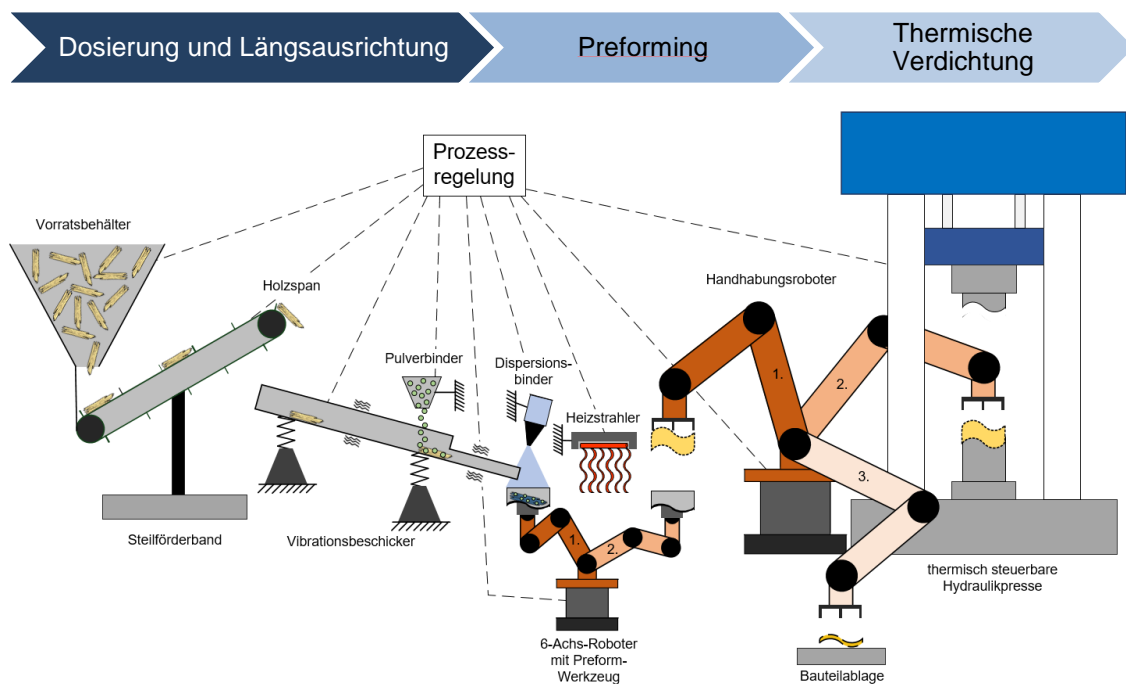 Dosierung und Längsausrichtung
Preforming
Thermische
Verdichtung
Prozess-
regelung
Vorratsbehälter
Holzspan
Handhabungsroboter
Pulverbinder
Dispersions-
binder
Heizstrahler
1.
2.
3.
1.
2.
Steilförderband
Vibrationsbeschicker
thermisch steuerbare
Hydraulikpresse
6-Achs-Roboter
mit Preform-
Werkzeug
Bauteilablage